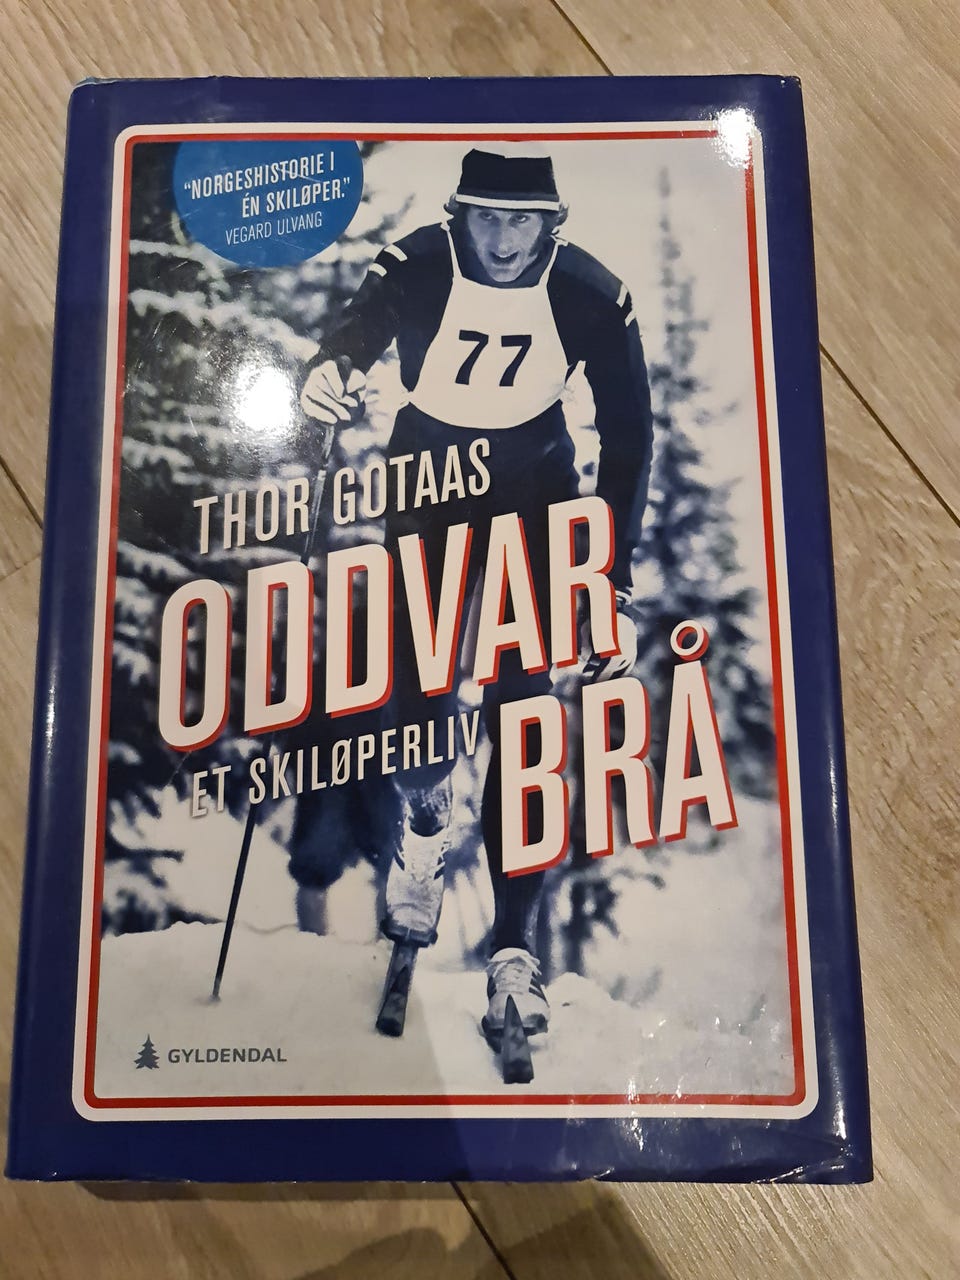 “NORGESHISTORIE I
ÉN SKILØPER.”
VEGARD ULVANG
77
THOR GOTAAS
ODDVAR
ET SKILØPERLIV
BRÅ
GYLDENDAL